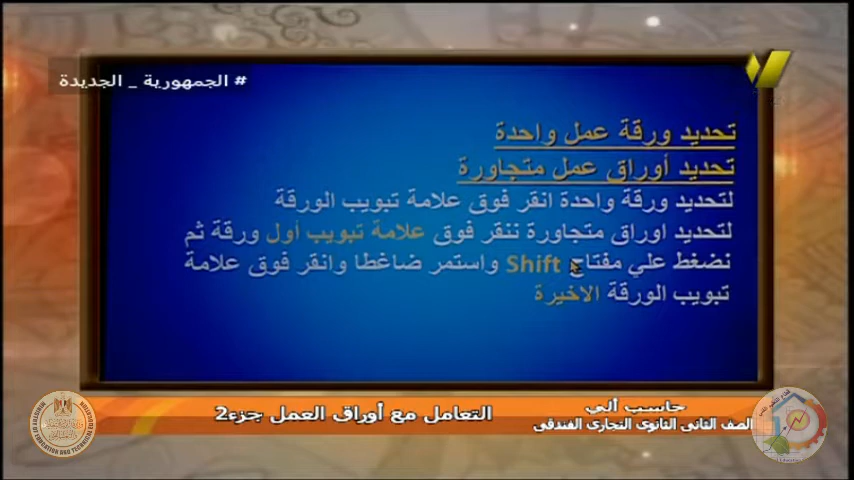 # الجمهورية _ الجديدة
تحديد ورقة عمل واحدة
تحديد أوراق عمل متجاورة
لتحديد ورقة واحدة انقر فوق علامة تبويب الورقة
لتحديد اوراق متجاورة ننقر فوق علامة تبويب أول ورقة ثم
نضغط علي مفتاح Shift واستمر ضاغطا وانقر فوق علامة
تبويب الورقة الاخيرة
حاسب ألي
الصف الثاني الثانوي التجاري الفندقي
التعامل مع أوراق العمل جزء2